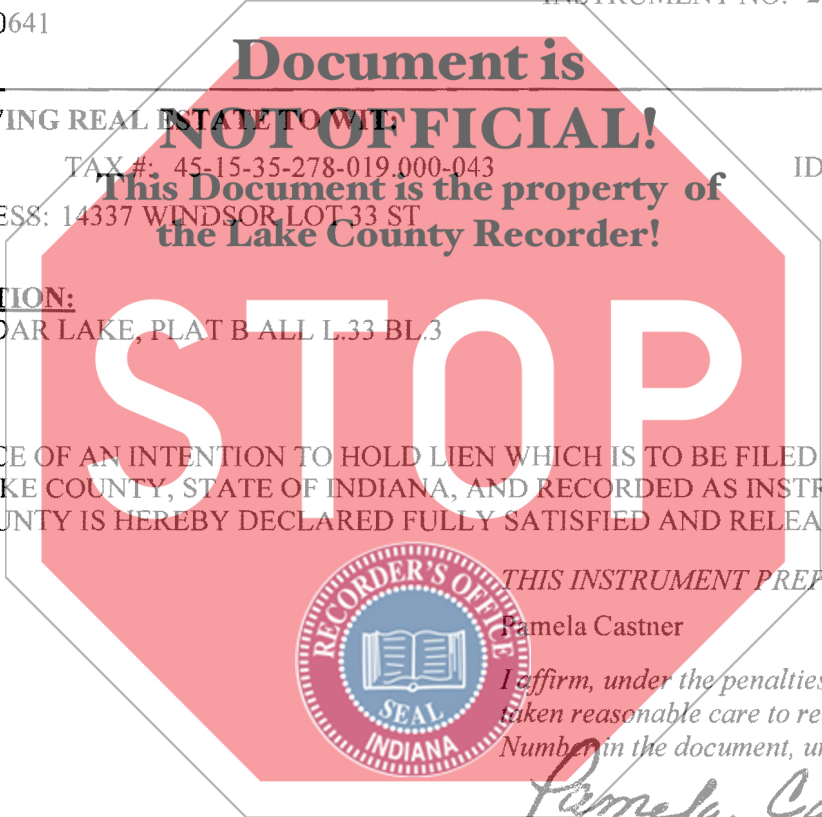 0641
INSTRUMENT NO. 2
Document is
NOT OFFICIAL!
This Document is the property of
the Lake County Recorder!
ING REAL ESTATE TO WIT:
TAX #: 45-15-35-278-019.000-043
ID
ESS: 14337 WINDSOR LOT 33 ST
TION:
DAR LAKE, PLAT B ALL L.33 BL.3
STOP
CE OF AN INTENTION TO HOLD LIEN WHICH IS TO BE FILED
KE COUNTY, STATE OF INDIANA, AND RECORDED AS INSTR
UNTY IS HEREBY DECLARED FULLY SATISFIED AND RELEA
RECORDER'S OFFICE
SEAL
INDIANA
THIS INSTRUMENT PREP
Pamela Castner
I affirm, under the penalties
taken reasonable care to re
Number in the document, un
Pamela Ca